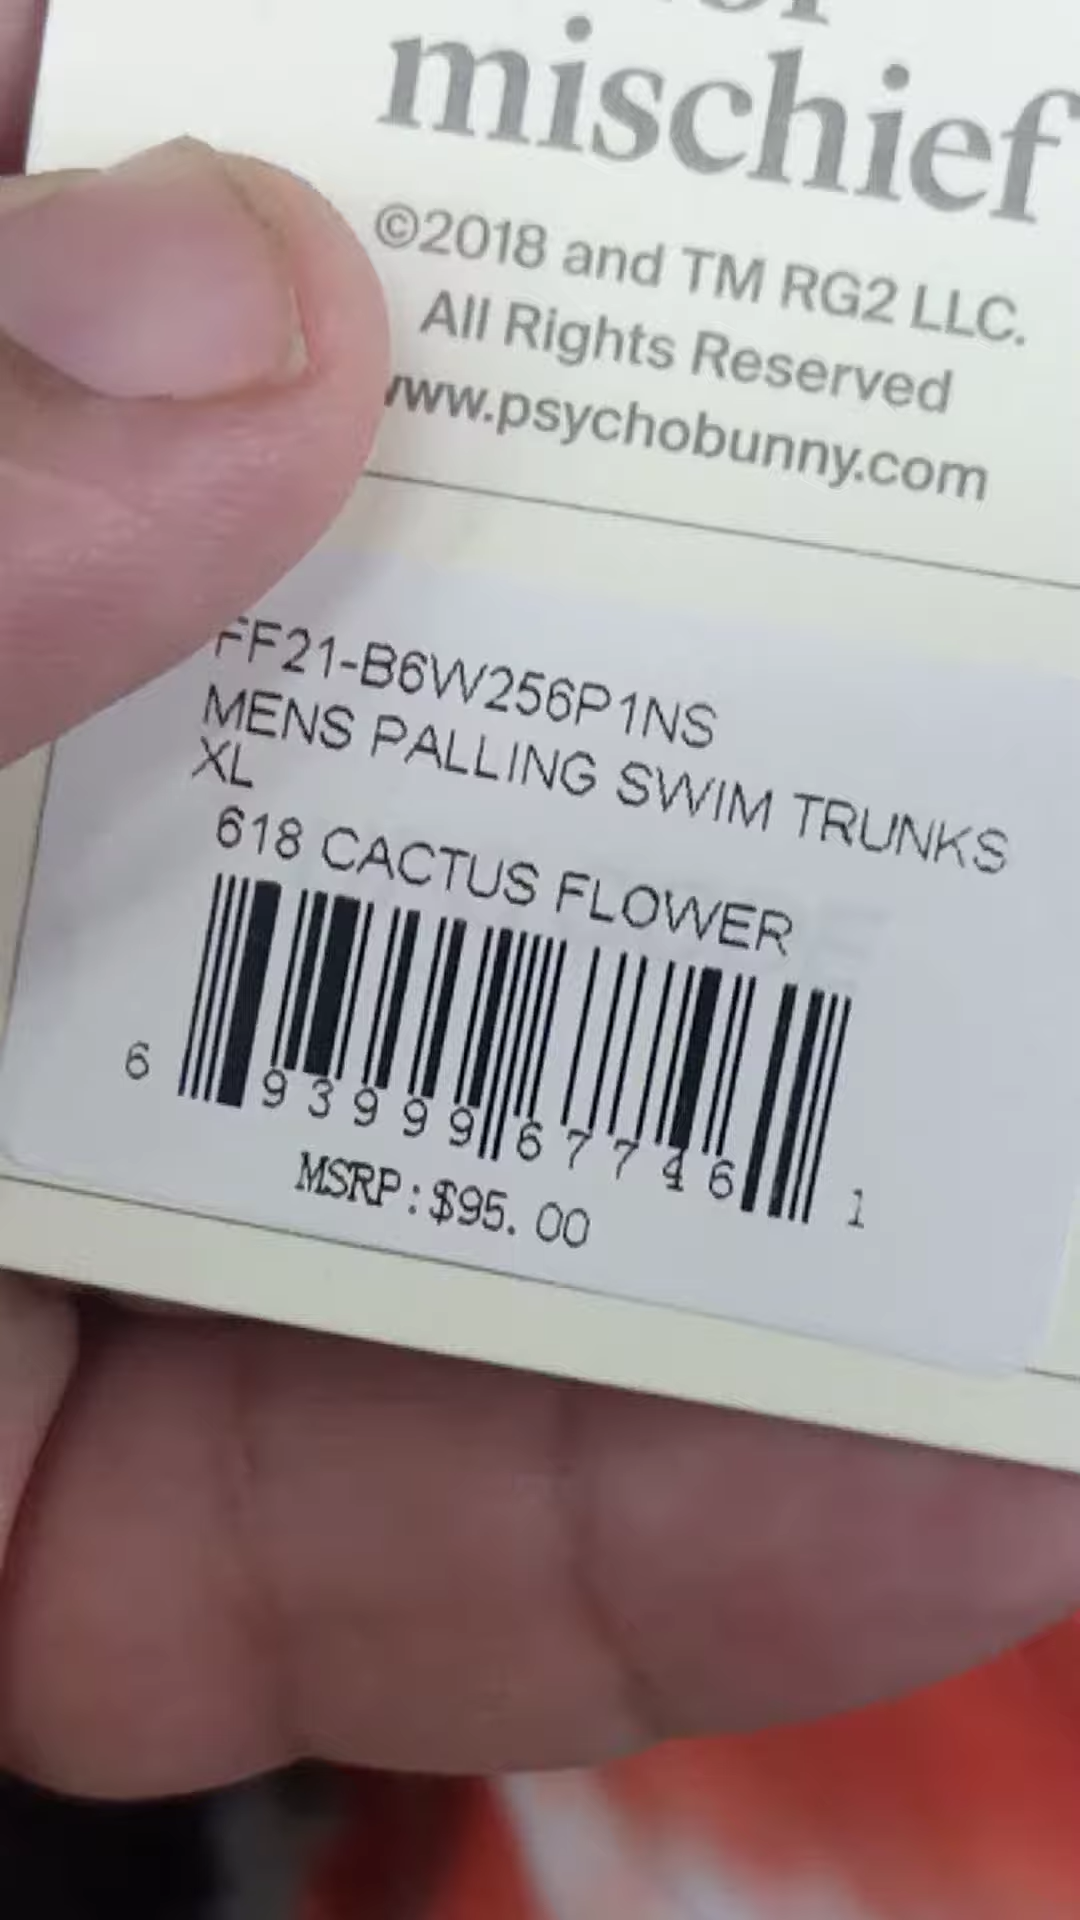 mischief
©2018 and TM RG2 LLC.
All Rights Reserved
www.psychobunny.com
FF21-B6W256P1NS
MENS PALLING SWIM TRUNKS
XL
618 CACTUS FLOWER
6 93999 67746 1
MSRP:$95.00